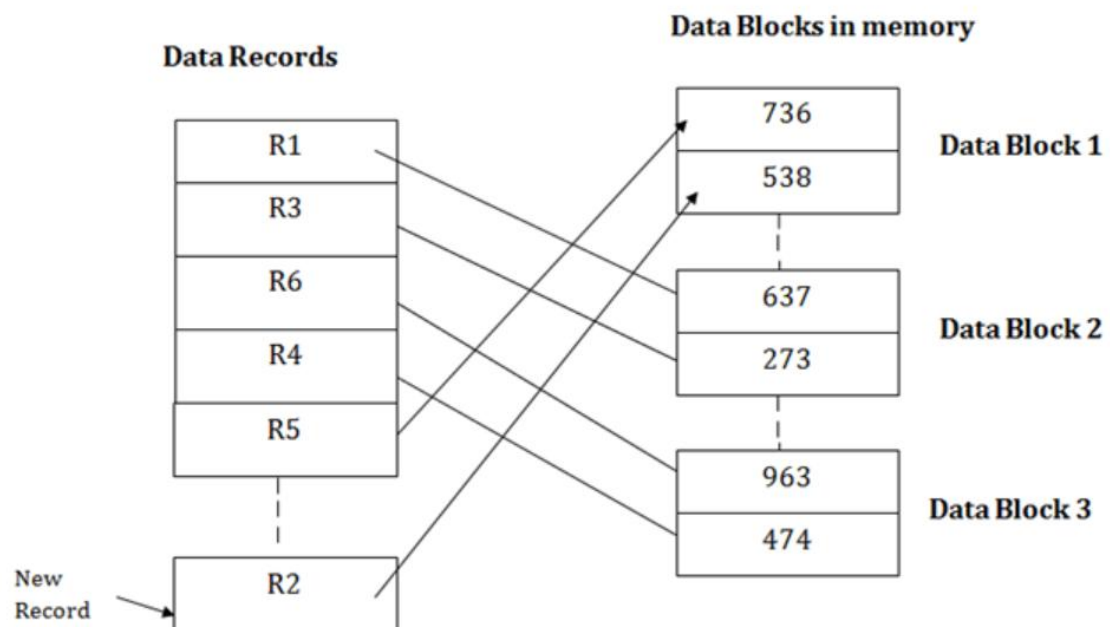 Data Records
R1
R3
R6
R4
R5
R2
New
Record
Data Blocks in memory
736
538
Data Block 1
637
273
Data Block 2
963
474
Data Block 3